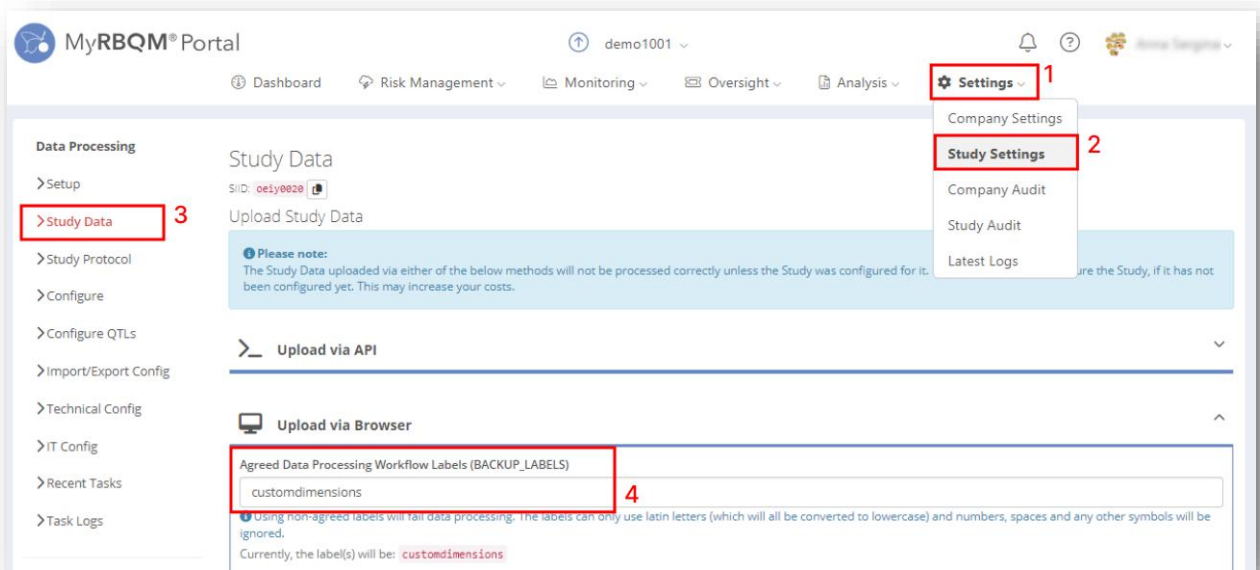 MyRBQM® Portal
demo1001
Dashboard
Risk Management
Monitoring
Oversight
Analysis
Settings
1
Company Settings
Study Settings
2
Company Audit
Study Audit
Latest Logs
Data Processing
Setup
Study Data
3
Study Protocol
Configure
Configure QTLs
Import/Export Config
Technical Config
IT Config
Recent Tasks
Task Logs
Study Data
SIID: oeiy0020
Upload Study Data
Please note:
The Study Data uploaded via either of the below methods will not be processed correctly unless the Study was configured for it. ure the Study, if it has not
been configured yet. This may increase your costs.
Upload via API
Upload via Browser
Agreed Data Processing Workflow Labels (BACKUP_LABELS)
customdimensions
4
Using non-agreed labels will fail data processing. The labels can only use latin letters (which will all be converted to lowercase) and numbers, spaces and any other symbols will be
ignored.
Currently, the label(s) will be: customdimensions